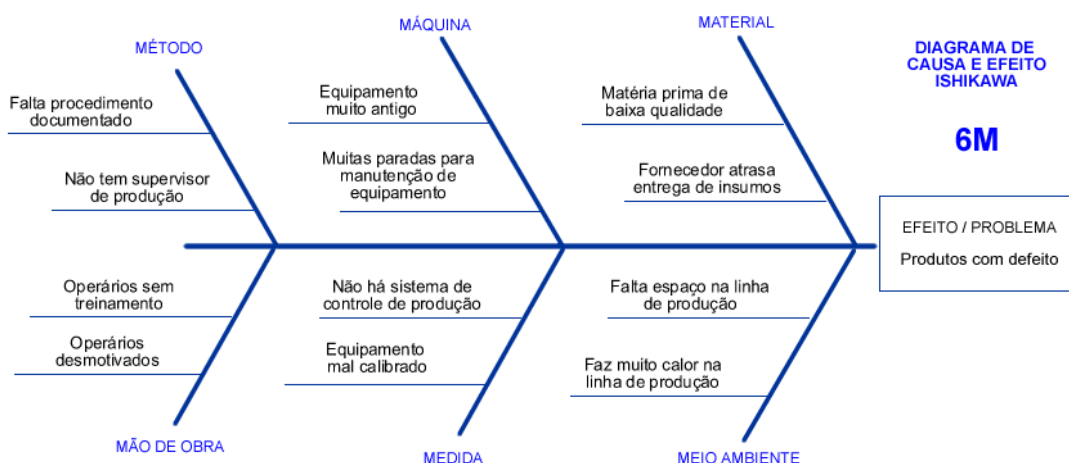 MÉTODO
MÁQUINA
MATERIAL
DIAGRAMA DE
CAUSA E EFEITO
ISHIKAWA
6M
Falta procedimento
documentado
Não tem supervisor
de produção
Equipamento
muito antigo
Muitas paradas para
manutenção de
equipamento
Matéria prima de
baixa qualidade
Fornecedor atrasa
entrega de insumos
EFEITO / PROBLEMA
Produtos com defeito
Operários sem
treinamento
Operários
desmotivados
Não há sistema de
controle de produção
Equipamento
mal calibrado
Falta espaço na linha
de produção
Faz muito calor na
linha de produção
MÃO DE OBRA
MEDIDA
MEIO AMBIENTE